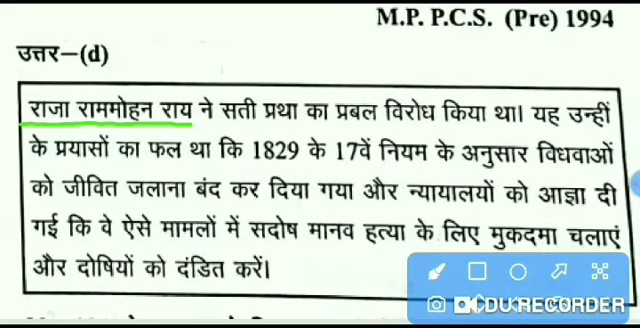 M.P. P.C.S. (Pre) 1994
उत्तर–(d)
राजा राममोहन राय ने सती प्रथा का प्रबल विरोध किया था। यह उन्हीं
के प्रयासों का फल था कि 1829 के 17वें नियम के अनुसार विधवाओं
को जीवित जलाना बंद कर दिया गया और न्यायालयों को आज्ञा दी
गई कि वे ऐसे मामलों में सदोष मानव हत्या के लिए मुकदमा चलाएं
और दोषियों को दंडित करें।
DU RECORDER